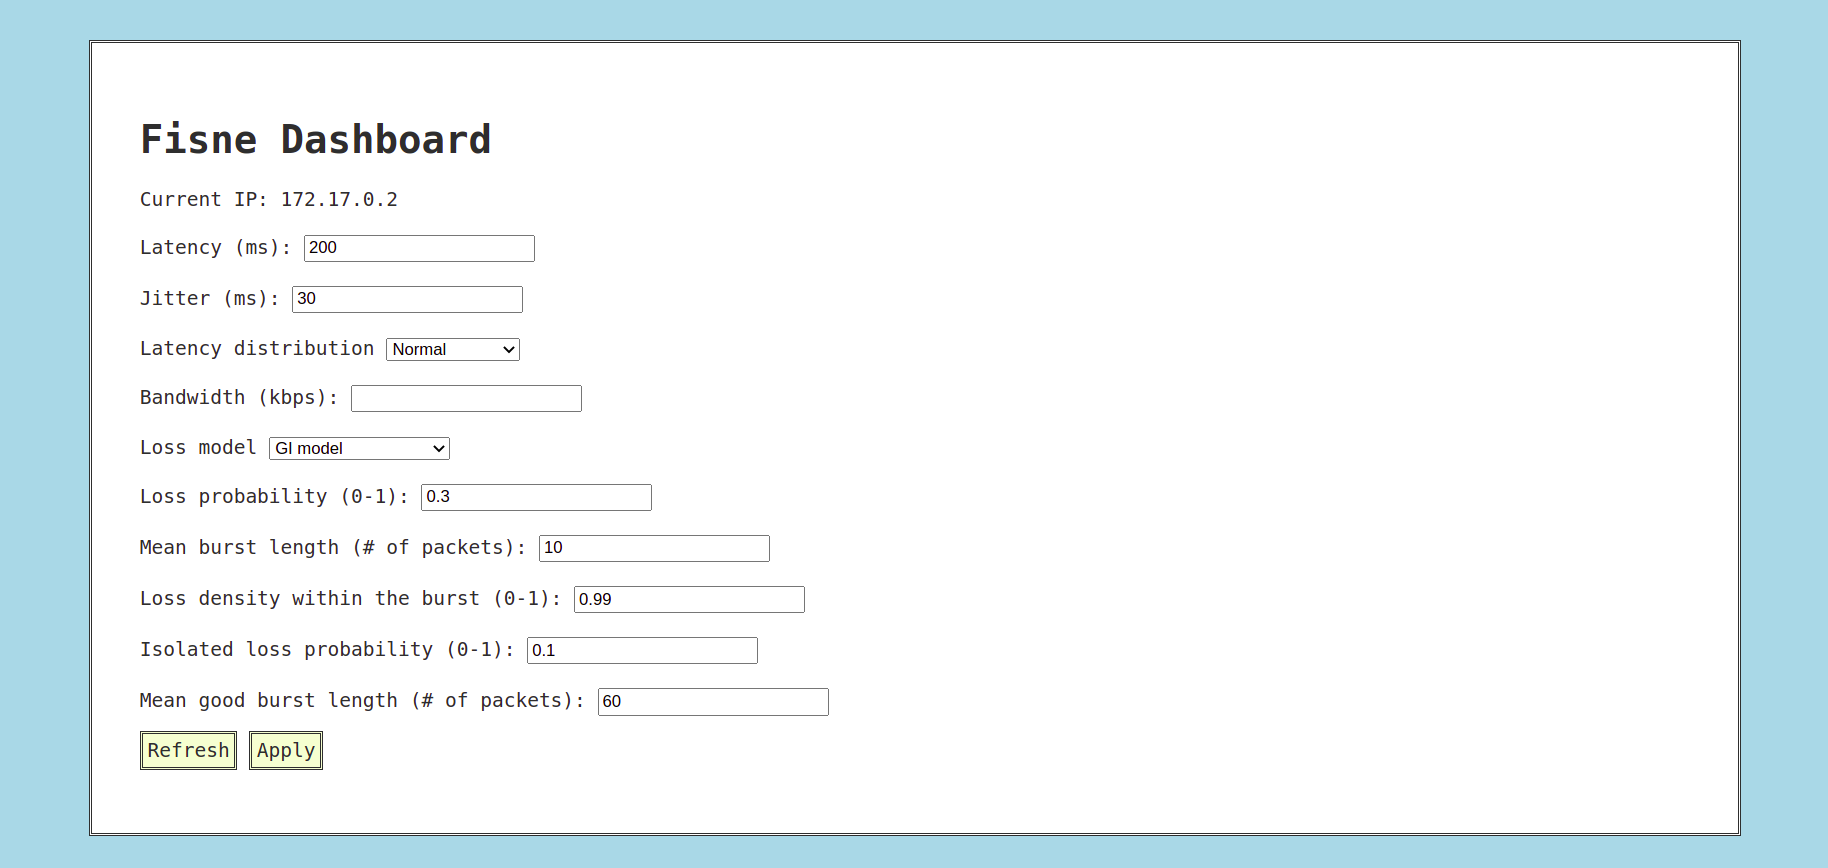 Fisne Dashboard
Current IP: 172.17.0.2
Latency (ms): 200
Jitter (ms): 30
Latency distribution Normal
Bandwidth (kbps):
Loss model GI model
Loss probability (0-1): 0.3
Mean burst length (# of packets): 10
Loss density within the burst (0-1): 0.99
Isolated loss probability (0-1): 0.1
Mean good burst length (# of packets): 60
Refresh Apply